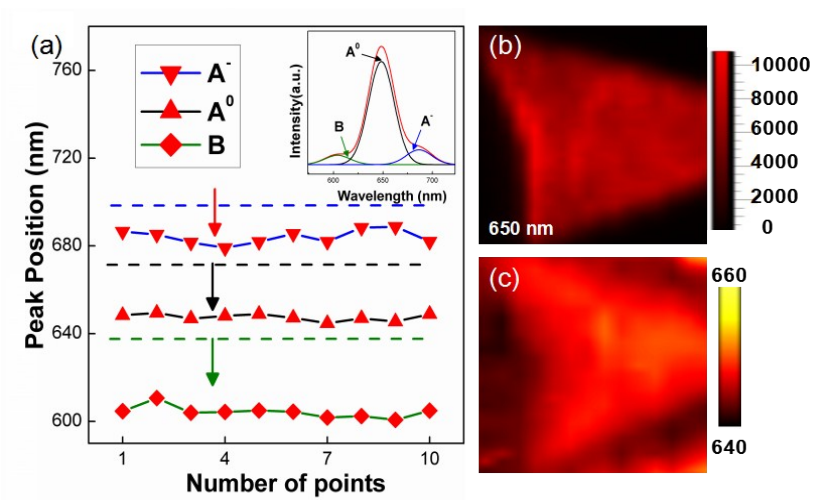 (a)
760
720
680
640
600
Peak Position (nm)
1
4
7
10
Number of points
A-
A0
B
Intensity(a.u.)
A0
B
A-
600
650
700
Wavelength (nm)
(b)
650 nm
10000
8000
6000
4000
2000
0
(c)
660
640